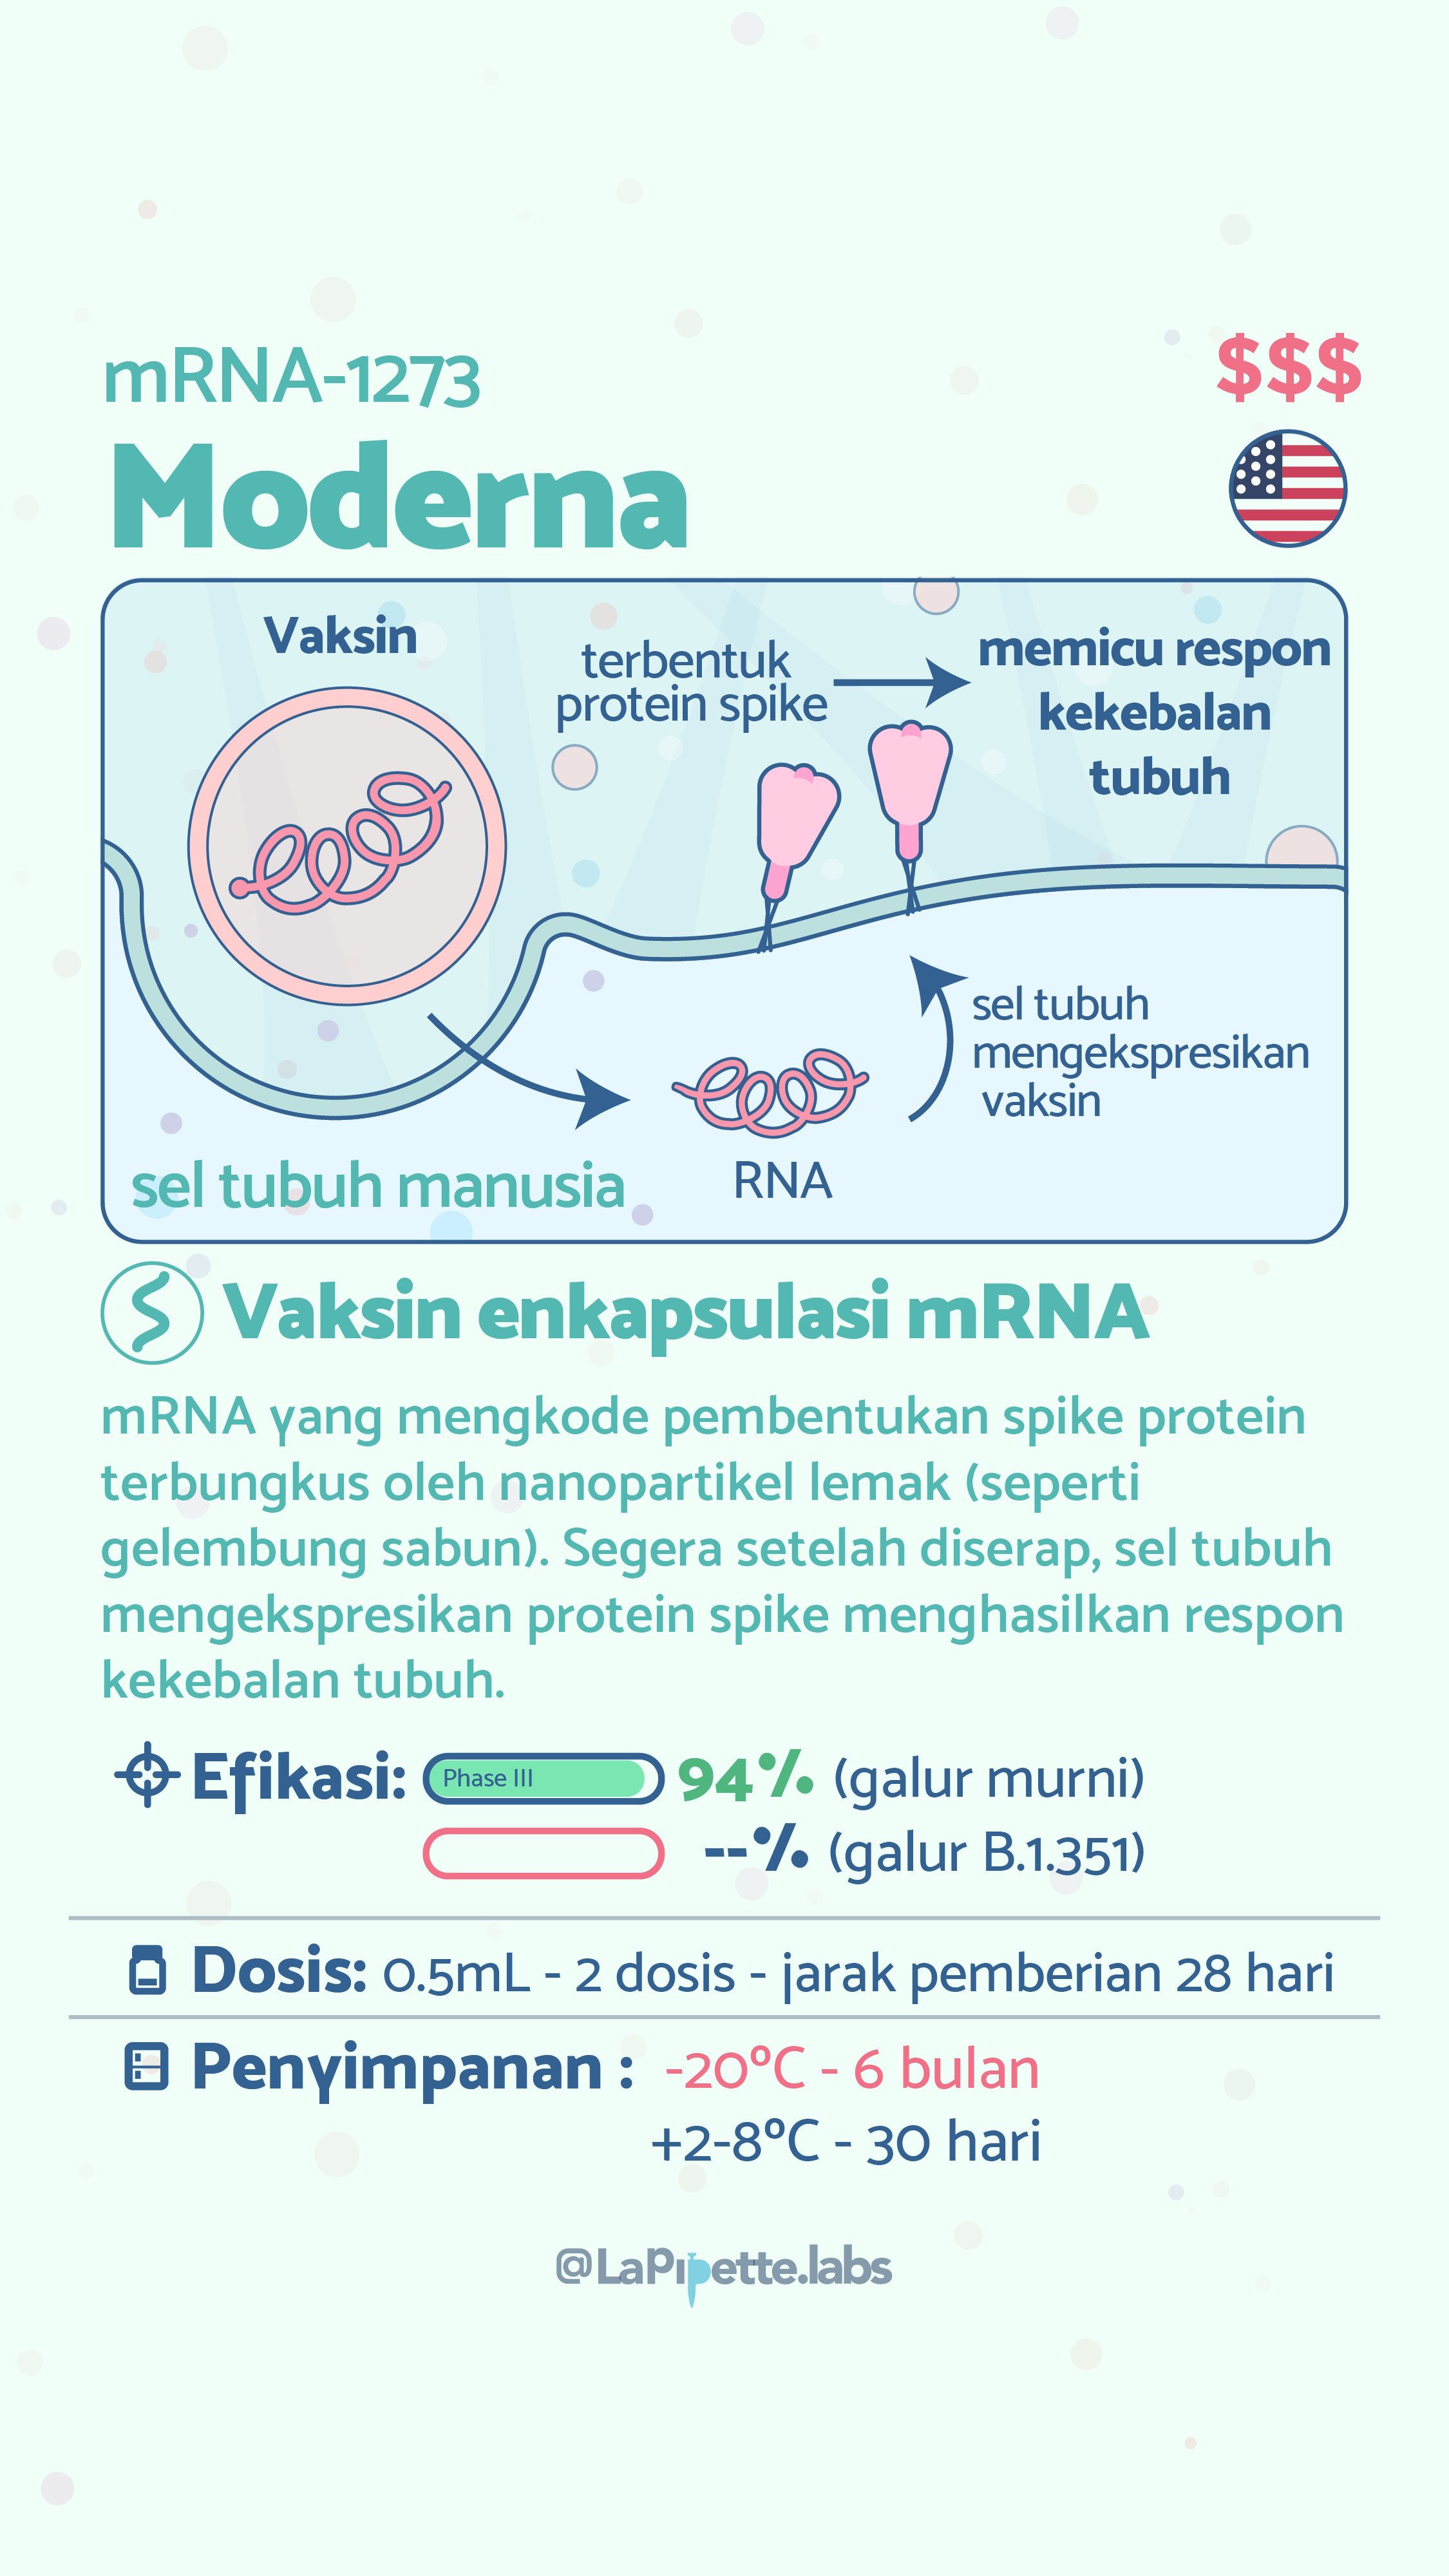 mRNA-1273
$$$
Moderna
Vaksin
terbentuk
protein spike
memicu respon
kekebalan
tubuh
sel tubuh
mengekspresikan
vaksin
RNA
sel tubuh manusia
Vaksin enkapsulasi mRNA
mRNA yang mengkode pembentukan spike protein
terbungkus oleh nanopartikel lemak (seperti
gelembung sabun). Segera setelah diserap, sel tubuh
mengekspresikan protein spike menghasilkan respon
kekebalan tubuh.
Efikasi: Phase III 94% (galur murni)
--% (galur B.1.351)
Dosis: 0.5mL - 2 dosis - jarak pemberian 28 hari
Penyimpanan : -20°C - 6 bulan
+2-8°C - 30 hari
@LaPipette.labs